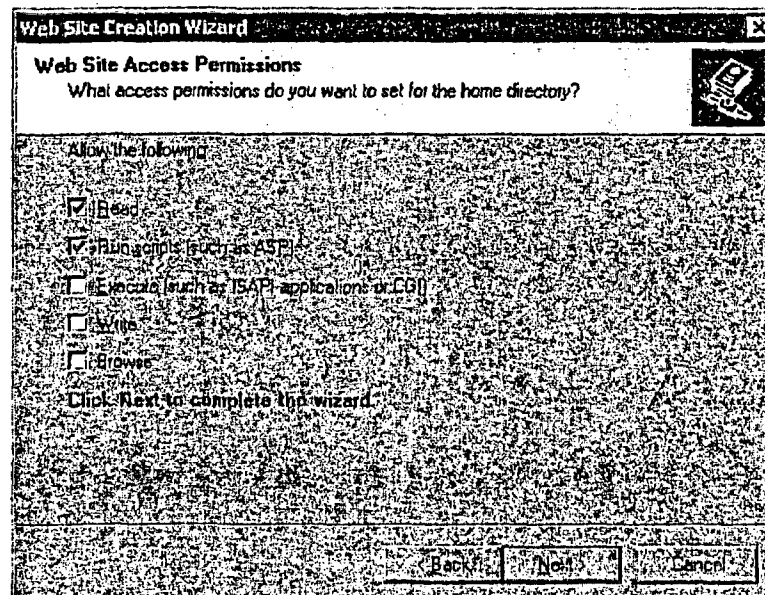 Web Site Creation Wizard
Web Site Access Permissions
What access permissions do you want to set for the home directory?
Allow the following:
Read
Run scripts (such as ASP)
Execute (such as ISAPI applications or CGI)
Write
Browse
Click Next to complete the wizard.
< Back Next > Cancel